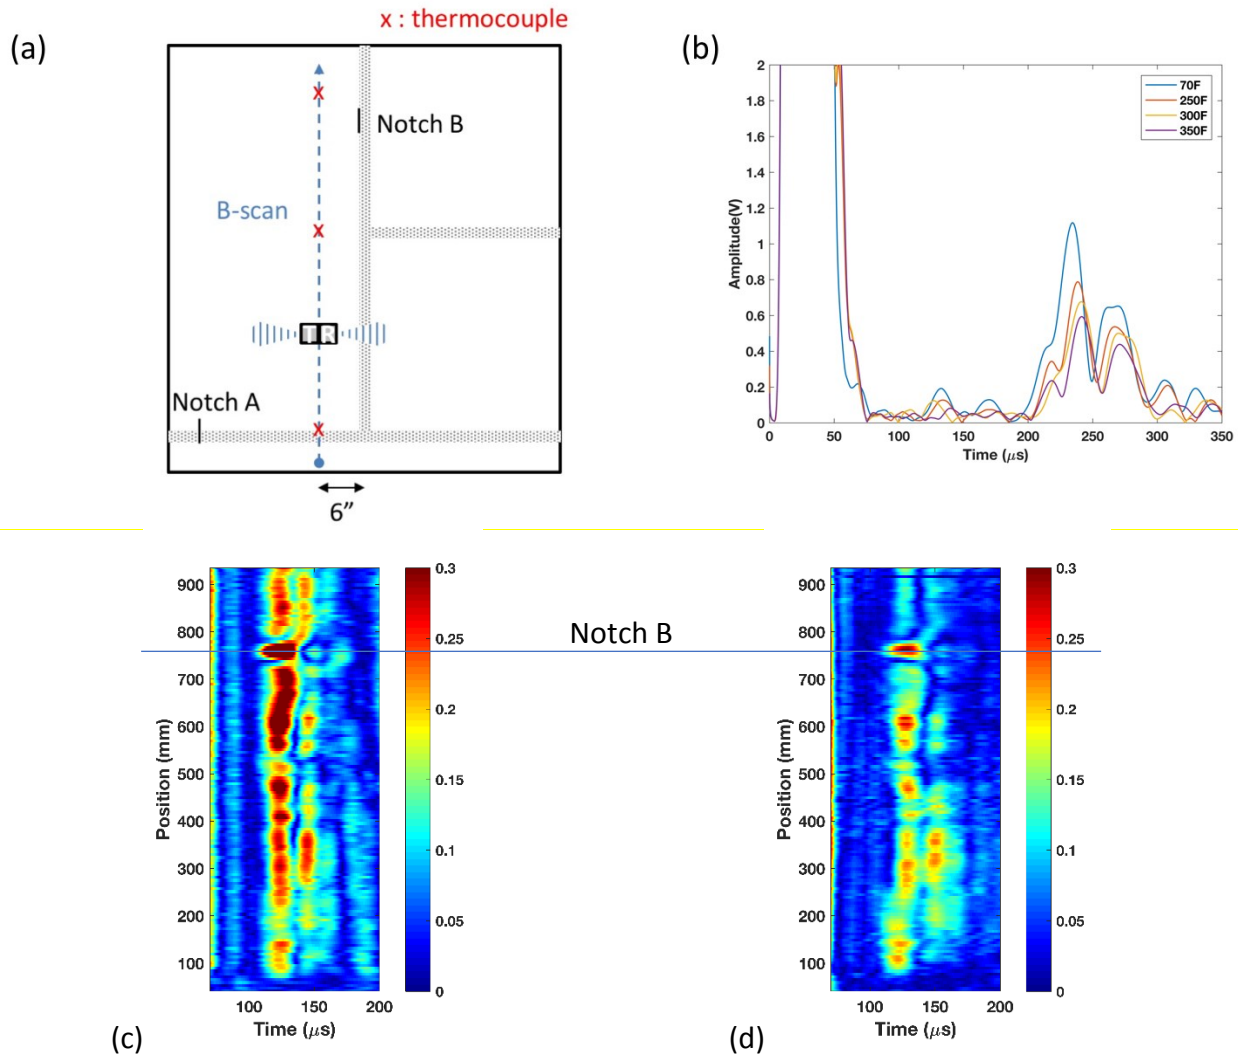 (a)
x : thermocouple
x
Notch B
B-scan
x
TR
Notch A
x
6”
(b)
2
1.8
1.6
1.4
1.2
1
0.8
0.6
0.4
0.2
0
Amplitude(V)
70F
250F
300F
350F
0 50 100 150 200 250 300 350
Time (μs)
Notch B
900
800
700
600
500
400
300
200
100
Position (mm)
100 150 200
Time (μs)
0.3
0.25
0.2
0.15
0.1
0.05
0
(c)
900
800
700
600
500
400
300
200
100
Position (mm)
100 150 200
Time (μs)
0.3
0.25
0.2
0.15
0.1
0.05
0
(d)